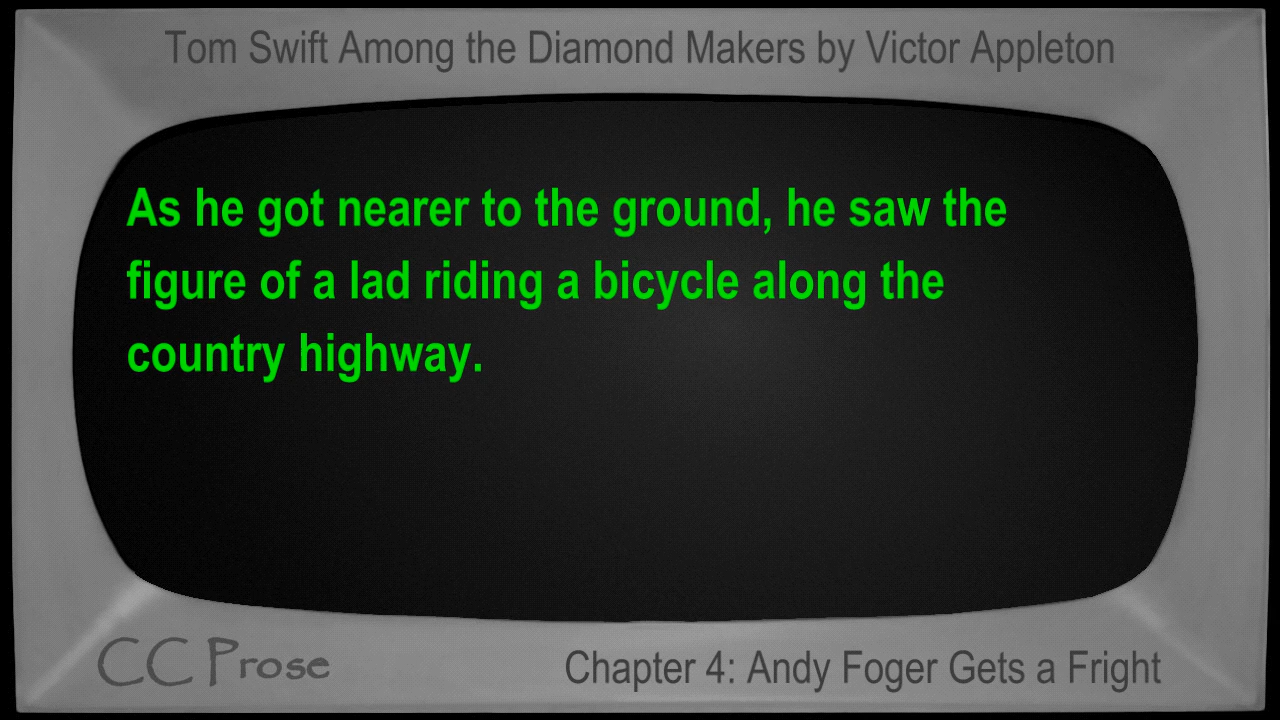 Tom Swift Among the Diamond Makers by Victor Appleton
As he got nearer to the ground, he saw the
figure of a lad riding a bicycle along the
country highway.
CC Prose
Chapter 4: Andy Foger Gets a Fright